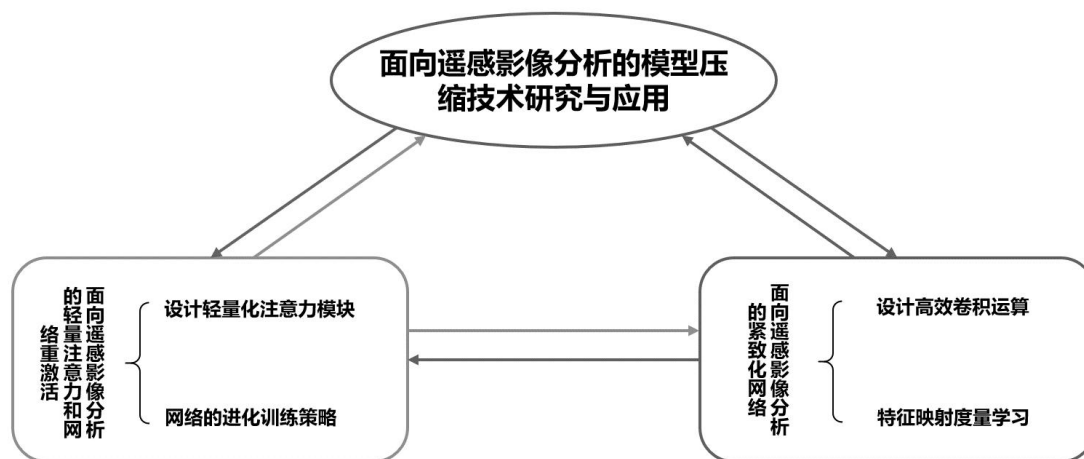 面向遥感影像分析的模型压
缩技术研究与应用
面向遥感影像分析
的轻量注意力和网
络重激活
设计轻量化注意力模块
网络的进化训练策略
面向遥感影像分析
的紧致化网络
设计高效卷积运算
特征映射度量学习